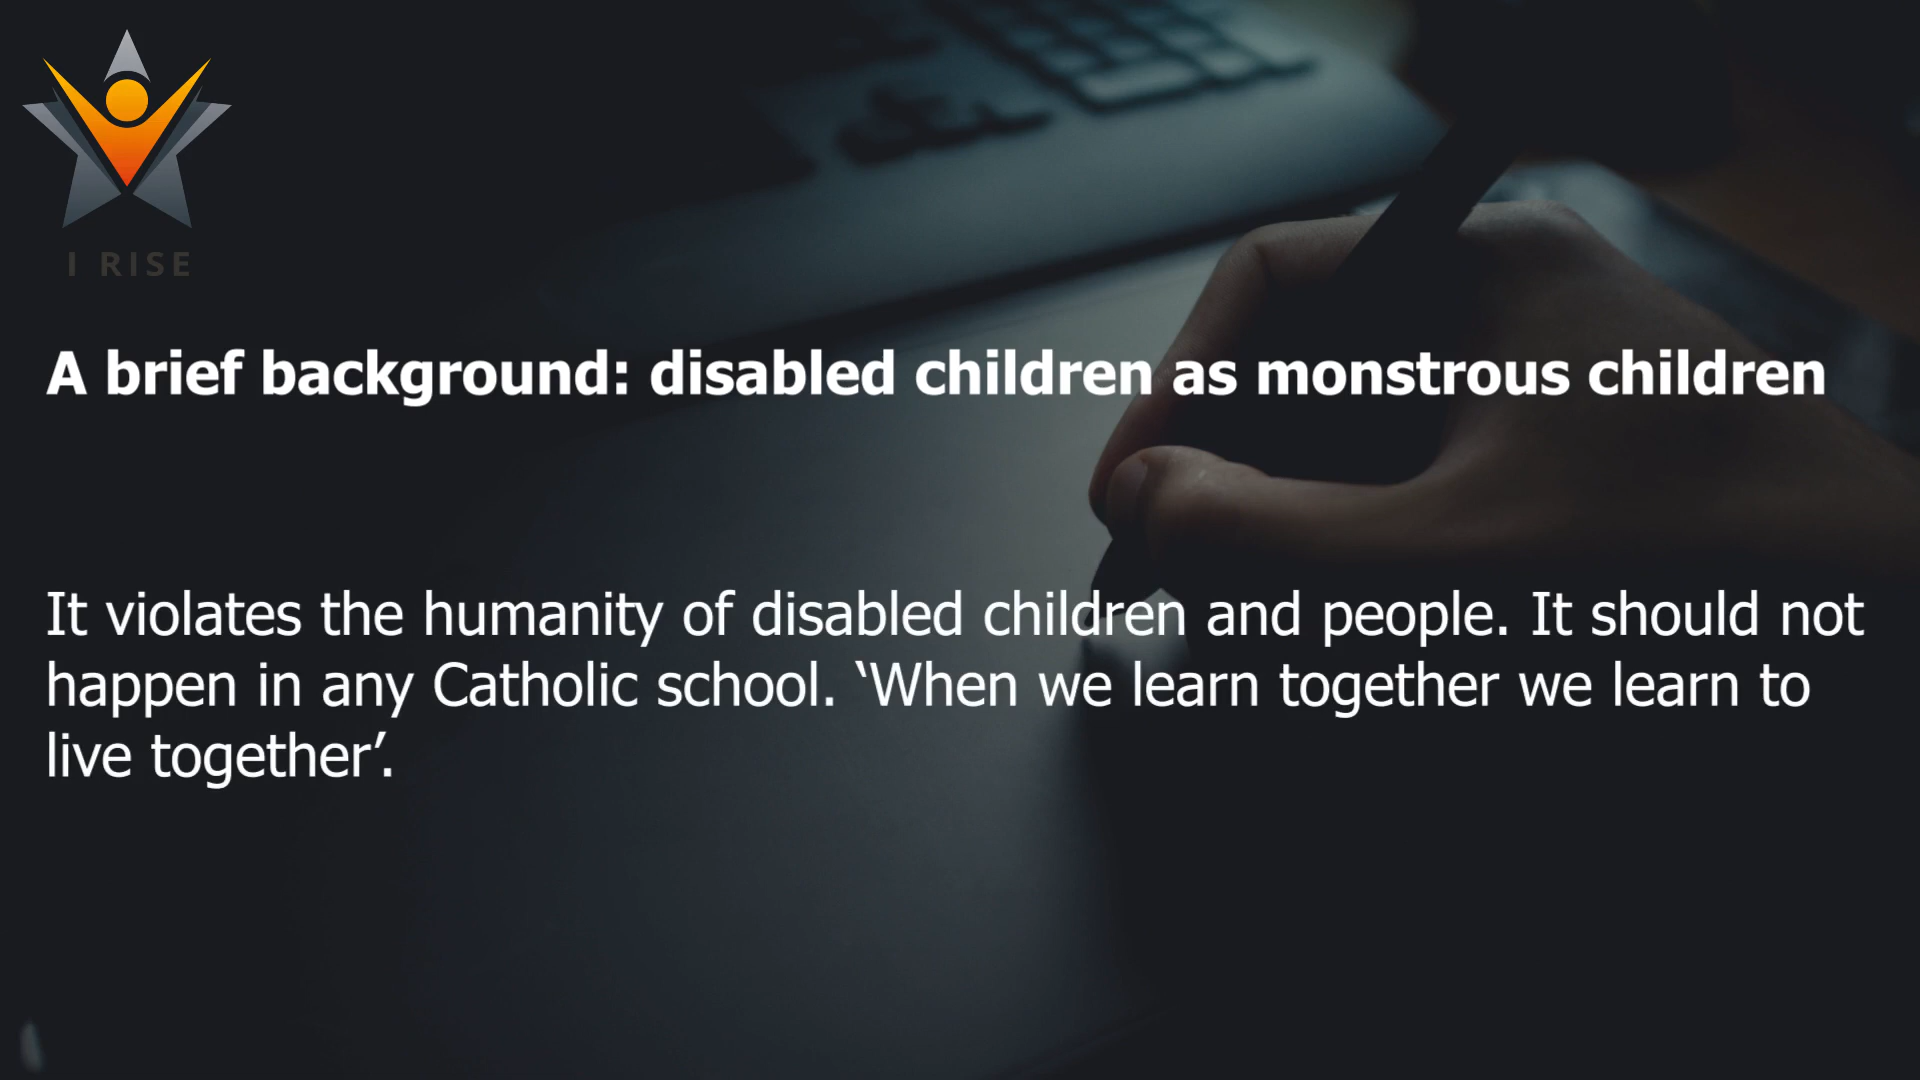 I RISE
A brief background: disabled children as monstrous children
It violates the humanity of disabled children and people. It should not
happen in any Catholic school. ‘When we learn together we learn to
live together’.